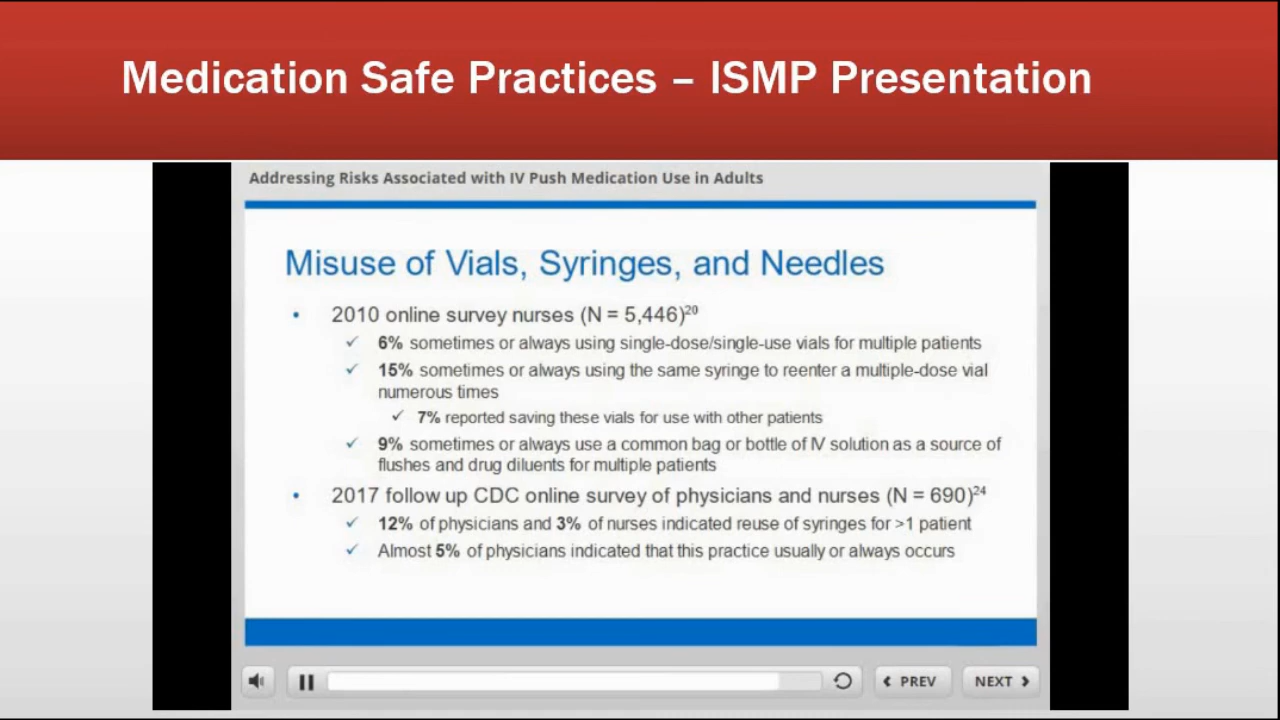 Medication Safe Practices – ISMP Presentation
Addressing Risks Associated with IV Push Medication Use in Adults
Misuse of Vials, Syringes, and Needles
• 2010 online survey nurses (N = 5,446)20
✓ 6% sometimes or always using single-dose/single-use vials for multiple patients
✓ 15% sometimes or always using the same syringe to reenter a multiple-dose vial
numerous times
✓ 7% reported saving these vials for use with other patients
✓ 9% sometimes or always use a common bag or bottle of IV solution as a source of
flushes and drug diluents for multiple patients
• 2017 follow up CDC online survey of physicians and nurses (N = 690)24
✓ 12% of physicians and 3% of nurses indicated reuse of syringes for >1 patient
✓ Almost 5% of physicians indicated that this practice usually or always occurs
PREV NEXT